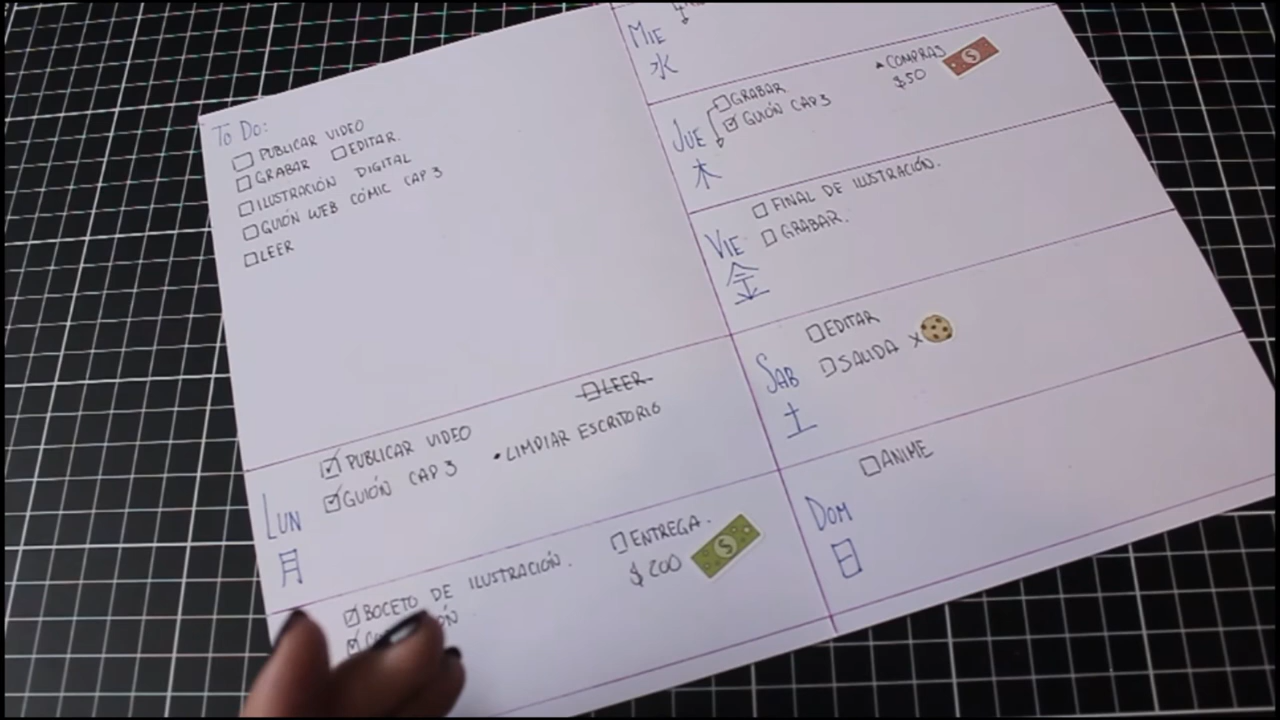 To Do:
☐ PUBLICAR VIDEO
☐ GRABAR ☐ EDITAR.
☐ ILUSTRACIÓN DIGITAL
☐ GUIÓN WEB CÓMIC CAP 3
☐ LEER
LUN
月
☑ PUBLICAR VIDEO
☑ GUIÓN CAP 3
☐ LEER
• LIMPIAR ESCRITORIO
☑ BOCETO DE ILUSTRACIÓN.
☐ ENTREGA.
$200
$
MIE
水
JUE
木
☐ GRABAR
☑ GUIÓN CAP 3
▲ COMPRAS
$50
$
VIE
金
☐ FINAL DE ILUSTRACIÓN.
☐ GRABAR.
SAB
土
☐ EDITAR
☐ SALIDA X
DOM
日
☐ ANIME